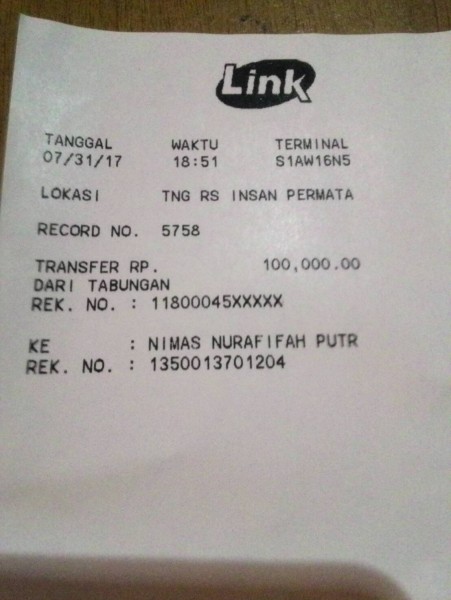 Link
TANGGAL WAKTU TERMINAL
07/31/17 18:51 S1AW16N5
LOKASI TNG RS INSAN PERMATA
RECORD NO. 5758
TRANSFER RP. 100,000.00
DARI TABUNGAN
REK. NO. : 11800045XXXXX
KE : NIMAS NURAFIFAH PUTR
REK. NO. : 1350013701204